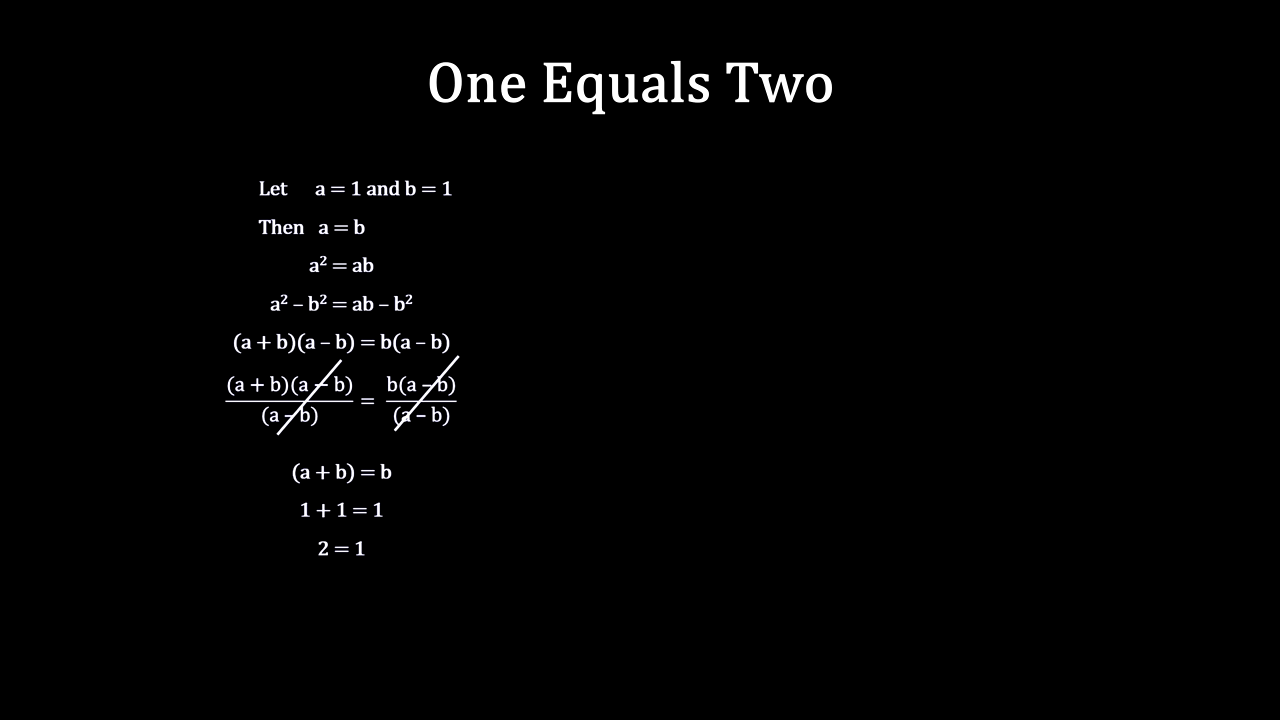 One Equals Two
Let a = 1 and b = 1
Then a = b
a² = ab
a² – b² = ab – b²
(a + b)(a – b) = b(a – b)
(a + b)(a – b) / (a – b) = b(a – b) / (a – b)
(a + b) = b
1 + 1 = 1
2 = 1